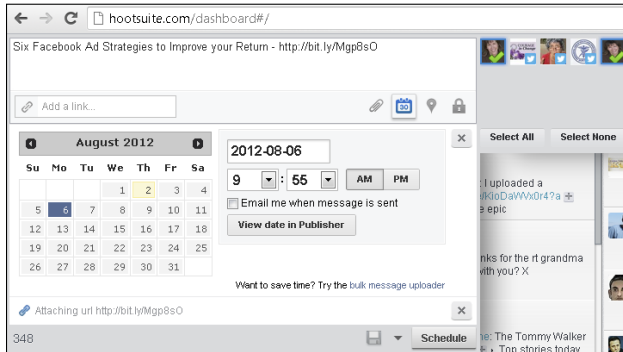 hootsuite.com/dashboard#/
Six Facebook Ad Strategies to Improve your Return - http://bit.ly/Mgp8sO
Add a link...
30
Select All Select None
August 2012
Su Mo Tu We Th Fr Sa
1 2 3 4
5 6 7 8 9 10 11
12 13 14 15 16 17 18
19 20 21 22 23 24 25
26 27 28 29 30 31
2012-08-06
9 : 55 AM PM
Email me when message is sent
View date in Publisher
Want to save time? Try the bulk message uploader
Attaching url http://bit.ly/Mgp8sO
348
Schedule
: I uploaded a
/KloDaWVx0r4?a
e epic
nks for the rt grandma
with you? X
ne: The Tommy Walker
Top stories today